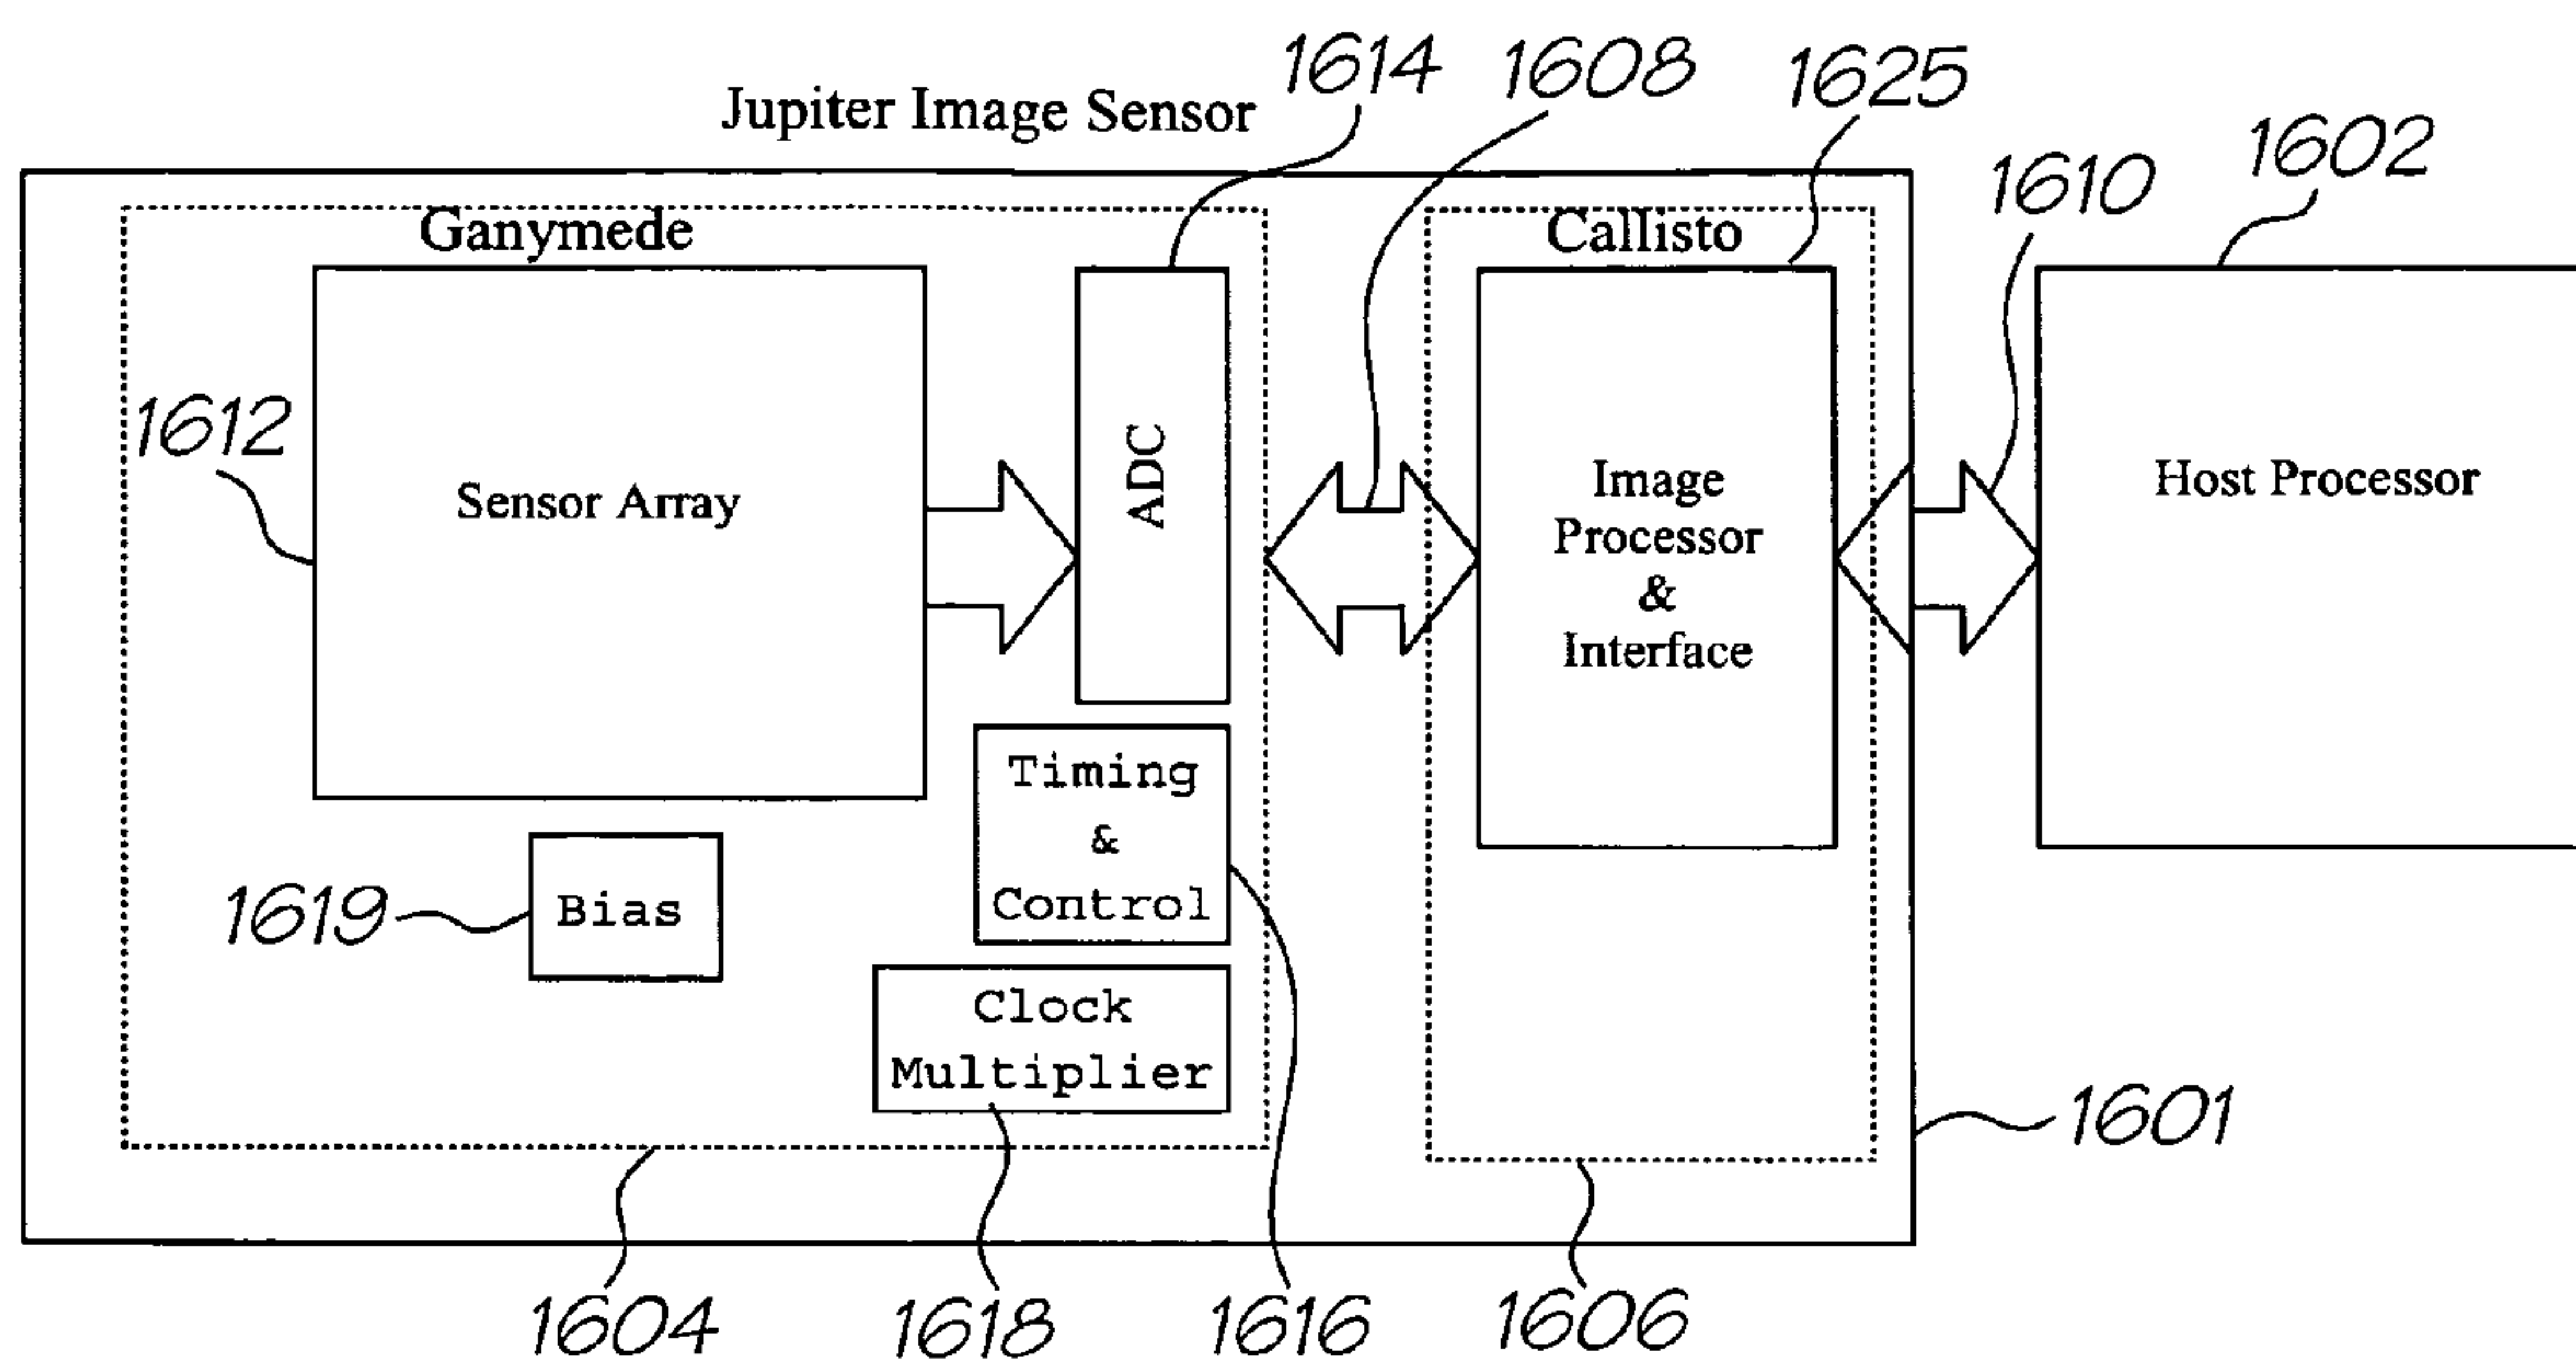 Jupiter Image Sensor
1614
1608
1625
1610
1602
Ganymede
Callisto
1612
Sensor Array
ADC
Image
Processor
&
Interface
Host Processor
Timing
&
Control
1619
Bias
Clock
Multiplier
1601
1604
1618
1616
1606